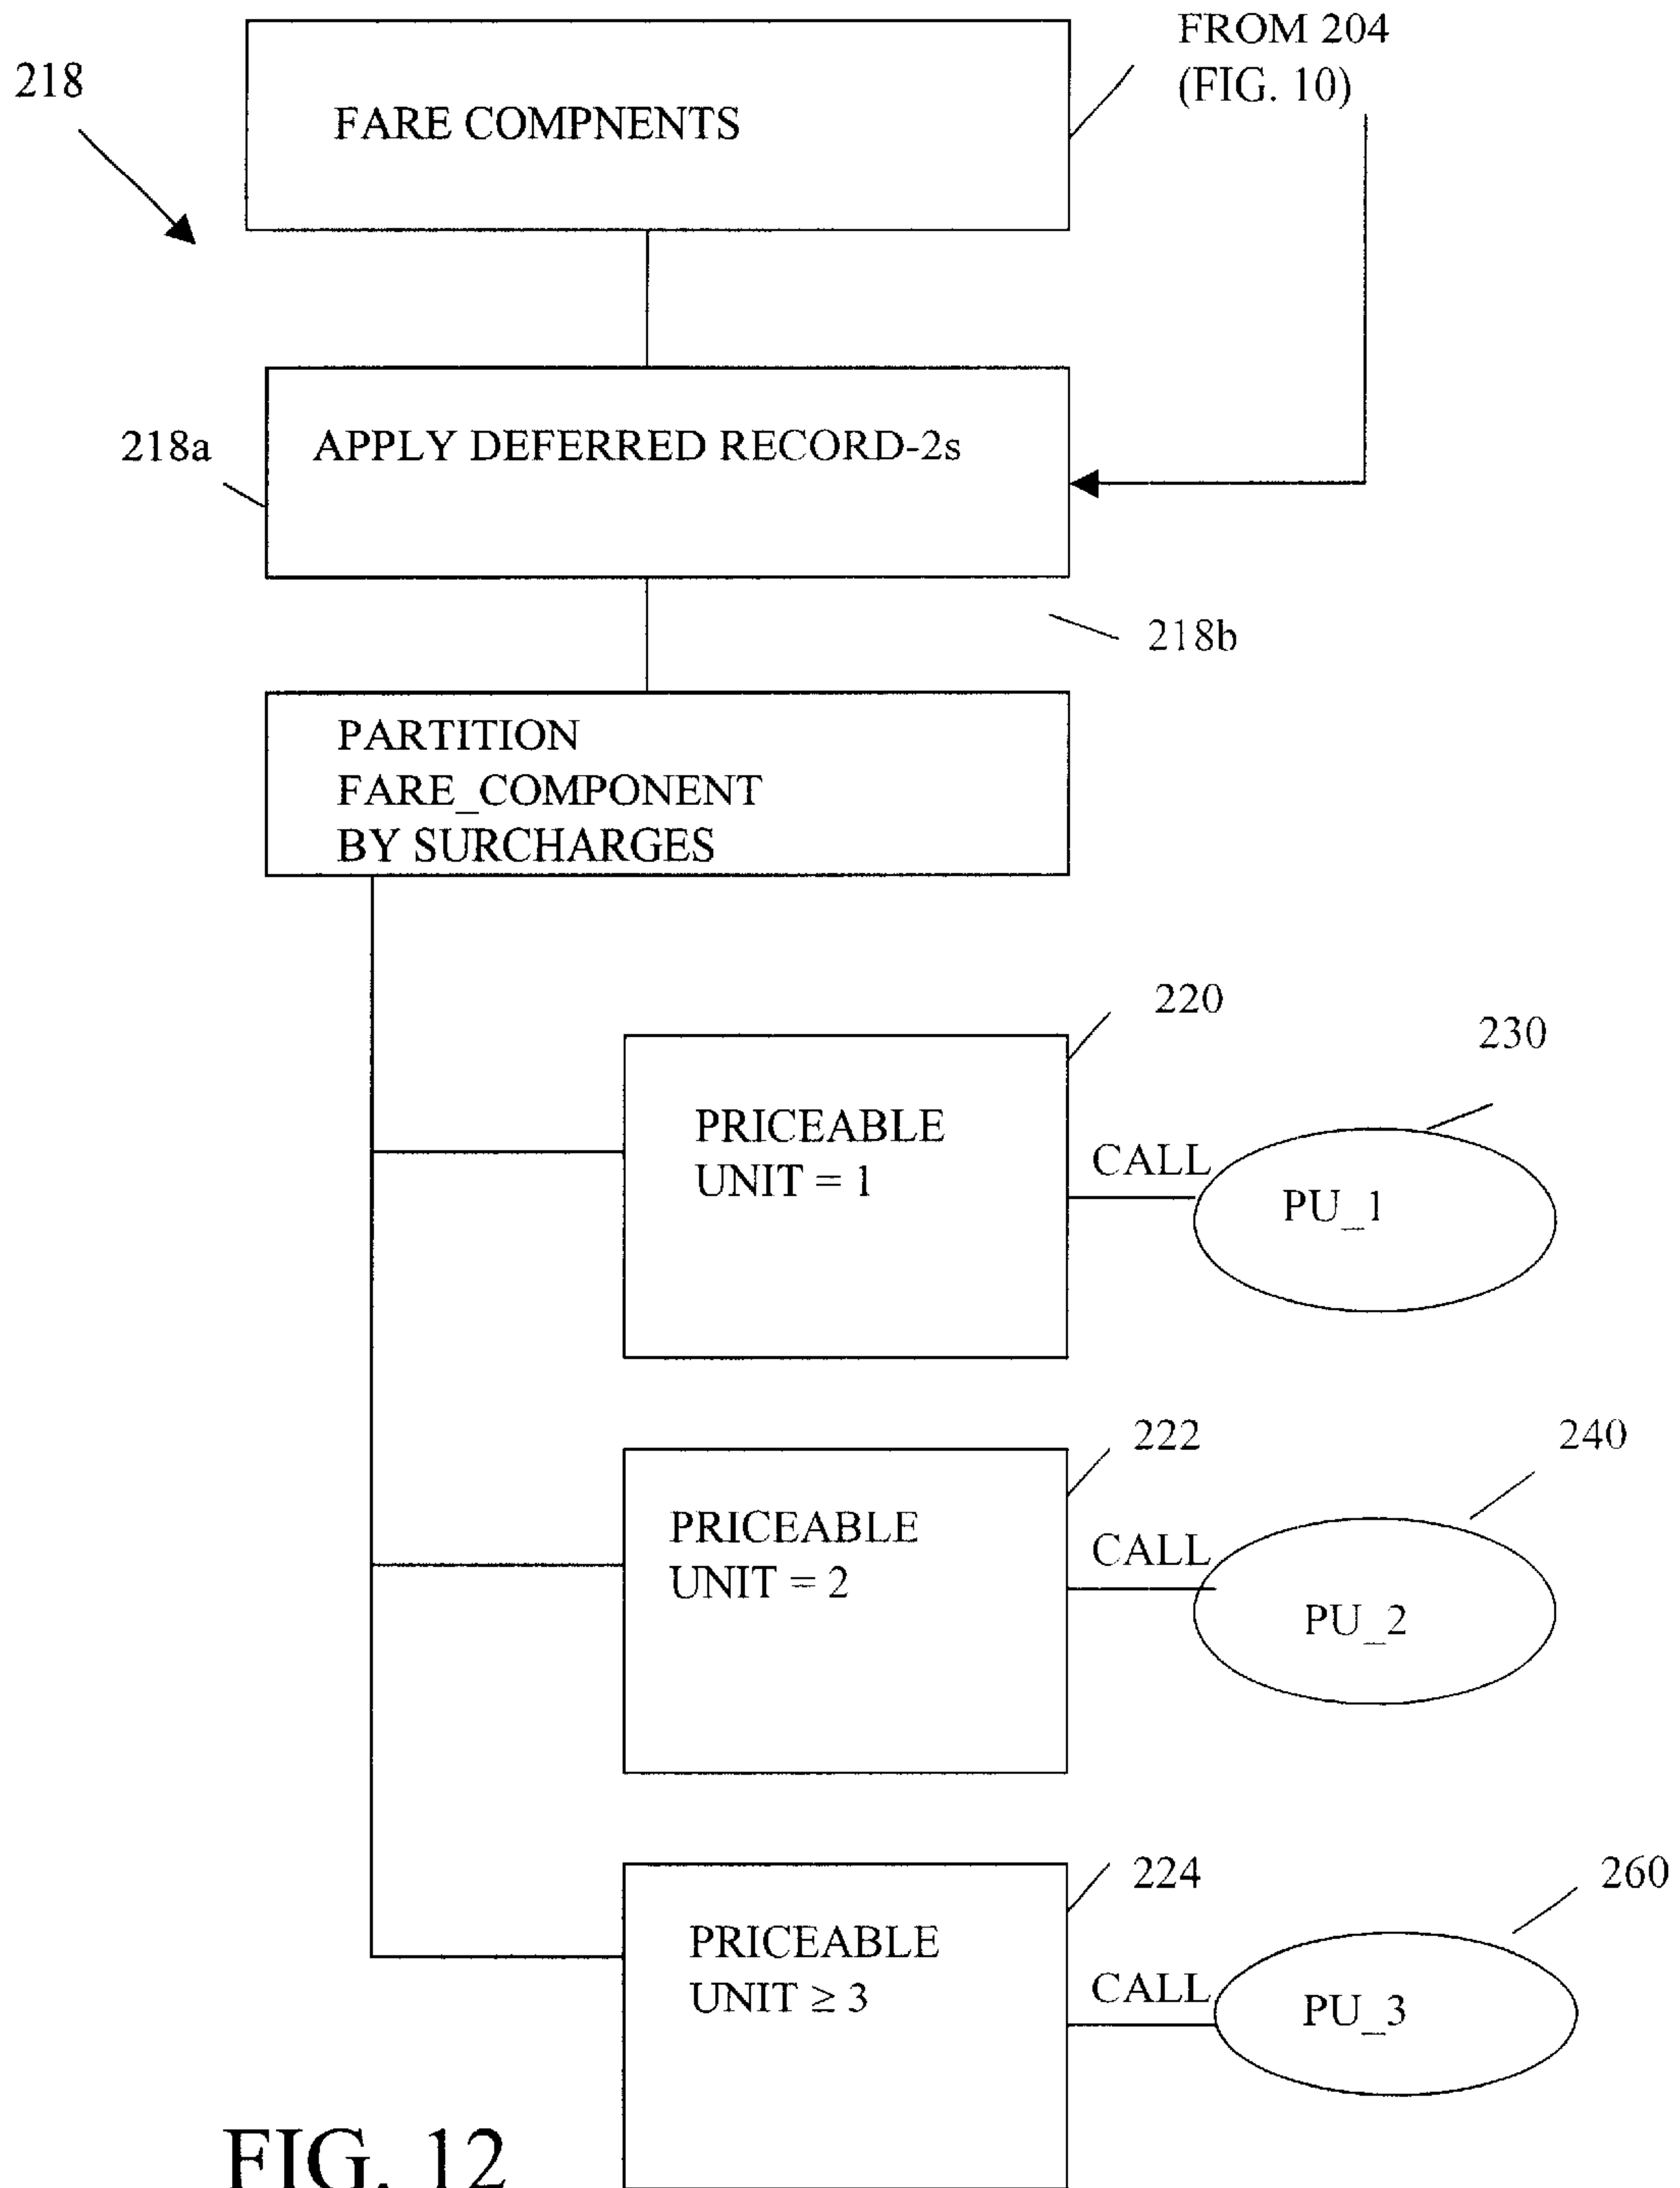 FROM 204
(FIG. 10)
218
FARE COMPNENTS
218a
APPLY DEFERRED RECORD-2s
218b
PARTITION
FARE_COMPONENT
BY SURCHARGES
220
230
PRICEABLE
UNIT = 1
CALL
PU_1
222
240
PRICEABLE
UNIT = 2
CALL
PU_2
224
260
PRICEABLE
UNIT ≥ 3
CALL
PU_3
FIG. 12